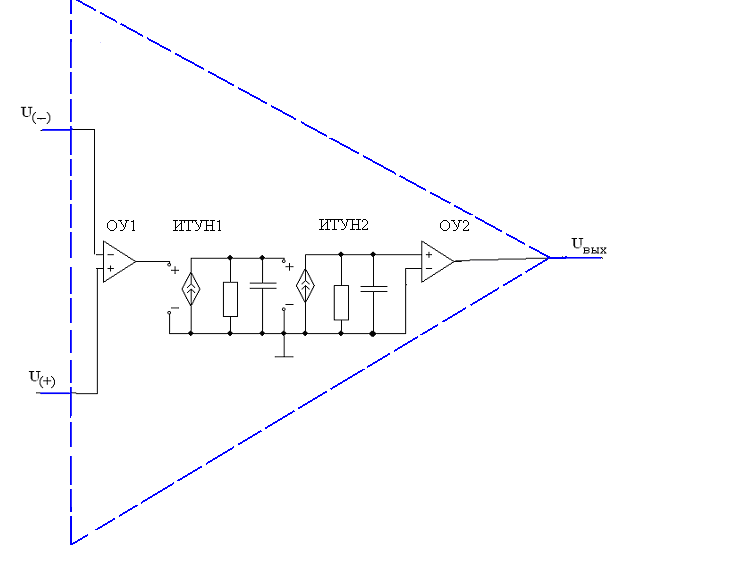 U(−)
ОУ1 ИТУН1 ИТУН2 ОУ2
Uвых
− + + − + − + −
U(+)